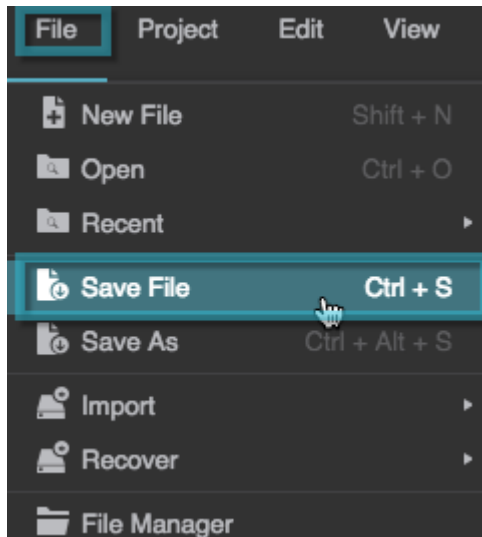 File Project Edit View
New File Shift + N
Open Ctrl + O
Recent
Save File Ctrl + S
Save As Ctrl + Alt + S
Import
Recover
File Manager